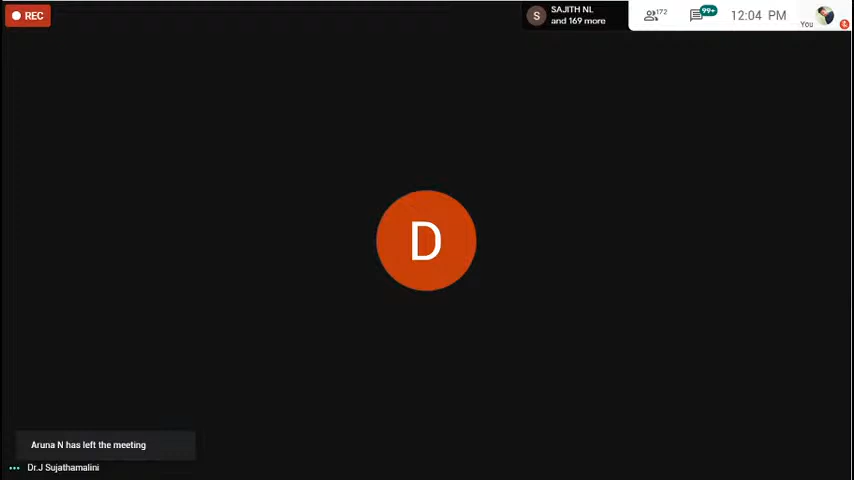 REC
S
SAJITH NL
and 169 more
172
99+
12:04 PM
You
D
Aruna N has left the meeting
Dr.J Sujathamalini